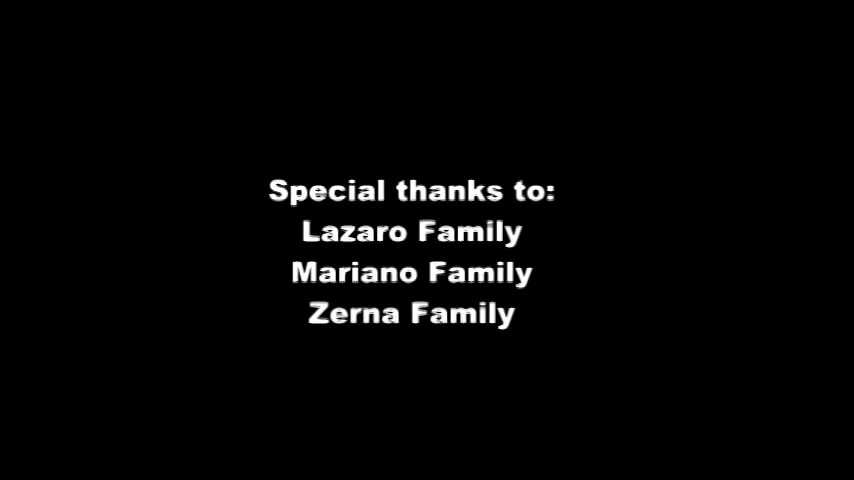 Special thanks to:
Lazaro Family
Mariano Family
Zerna Family